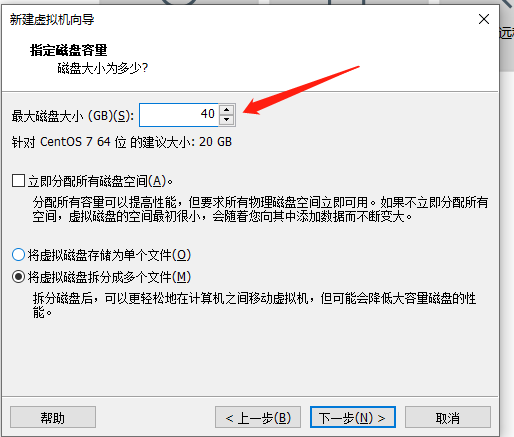 新建虚拟机向导
指定磁盘容量
磁盘大小为多少?
最大磁盘大小 (GB)(S): 40
针对 CentOS 7 64 位 的建议大小: 20 GB
立即分配所有磁盘空间(A)。
分配所有容量可以提高性能，但要求所有物理磁盘空间立即可用。如果不立即分配所有
空间，虚拟磁盘的空间最初很小，会随着您向其中添加数据而不断变大。
将虚拟磁盘存储为单个文件(O)
将虚拟磁盘拆分成多个文件(M)
拆分磁盘后，可以更轻松地在计算机之间移动虚拟机，但可能会降低大容量磁盘的性
能。
帮助 < 上一步(B) 下一步(N) > 取消